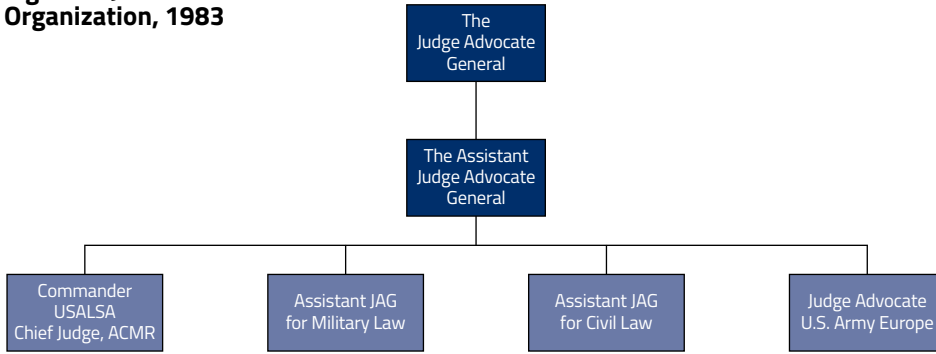 Organization, 1983
The
Judge Advocate
General
The Assistant
Judge Advocate
General
Commander
USALSA
Chief Judge, ACMR
Assistant JAG
for Military Law
Assistant JAG
for Civil Law
Judge Advocate
U.S. Army Europe